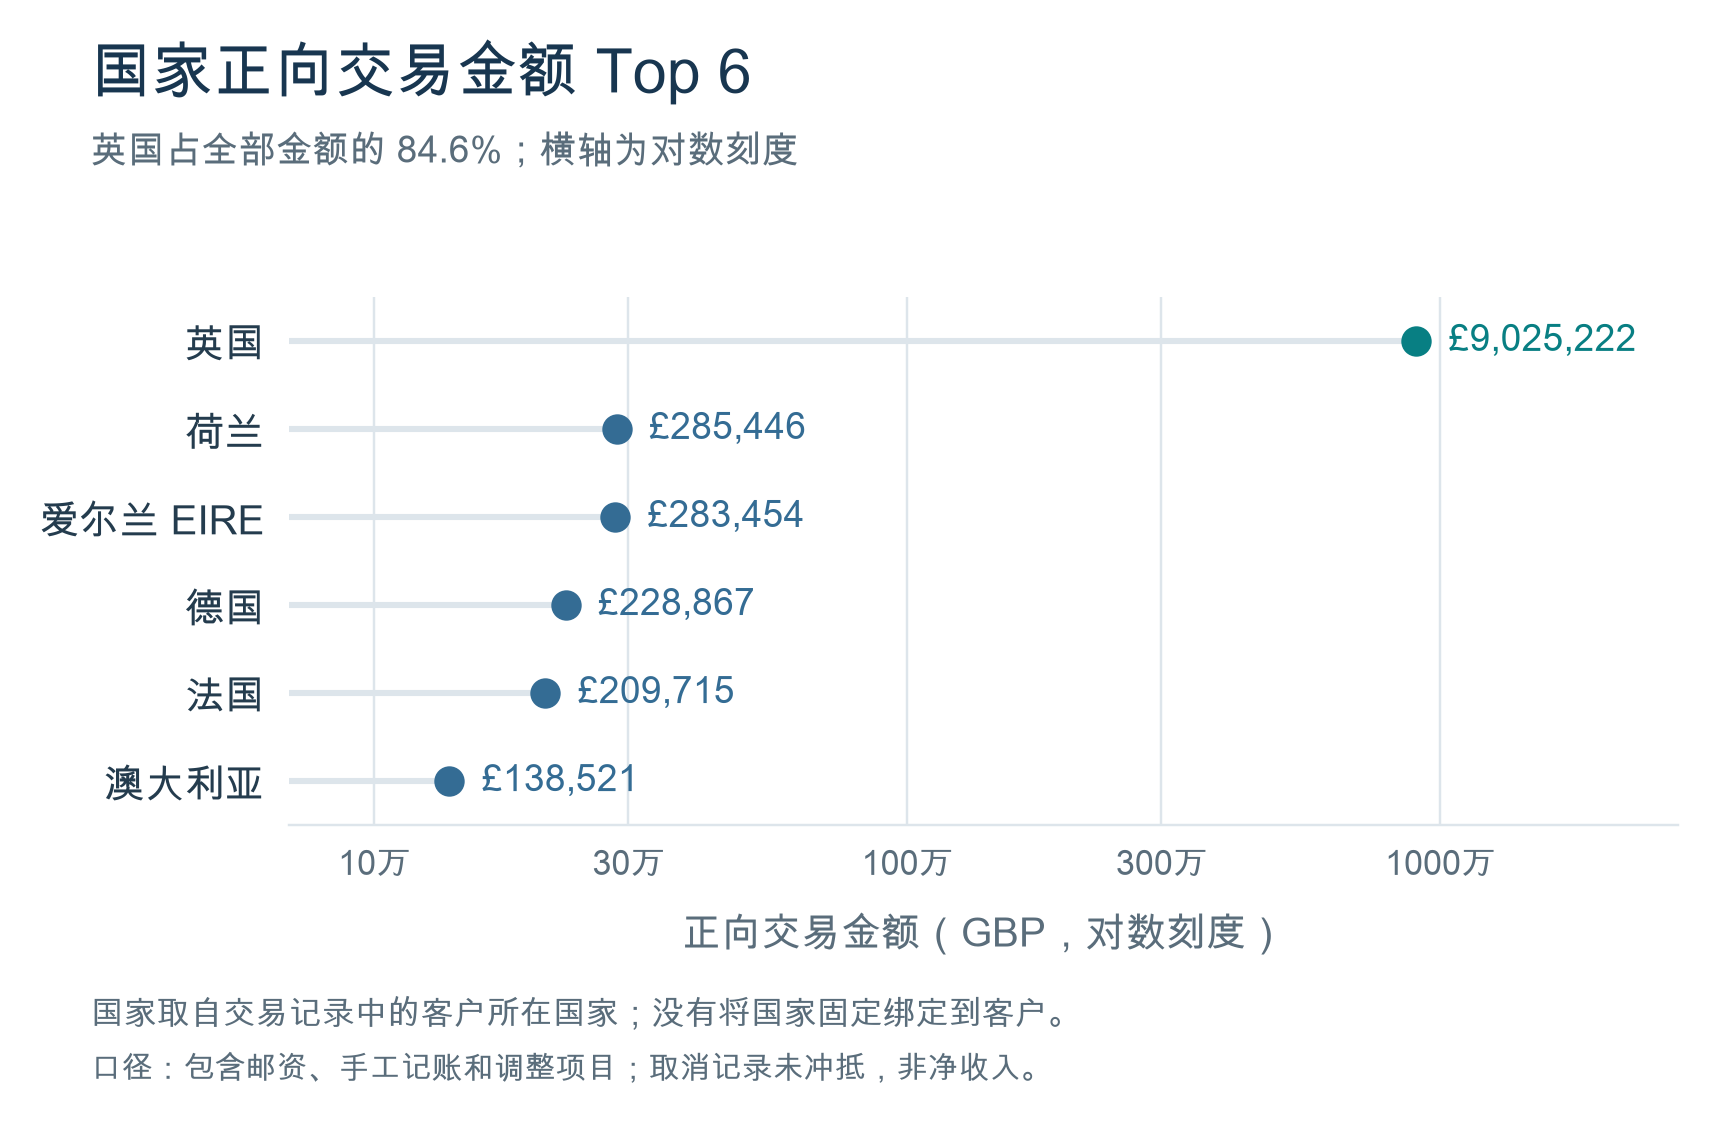 国家正向交易金额 Top 6
英国占全部金额的 84.6%；横轴为对数刻度
英国 £9,025,222
荷兰 £285,446
爱尔兰 EIRE £283,454
德国 £228,867
法国 £209,715
澳大利亚 £138,521
10万 30万 100万 300万 1000万
正向交易金额（GBP，对数刻度）
国家取自交易记录中的客户所在国家；没有将国家固定绑定到客户。
口径：包含邮资、手工记账和调整项目；取消记录未冲抵，非净收入。